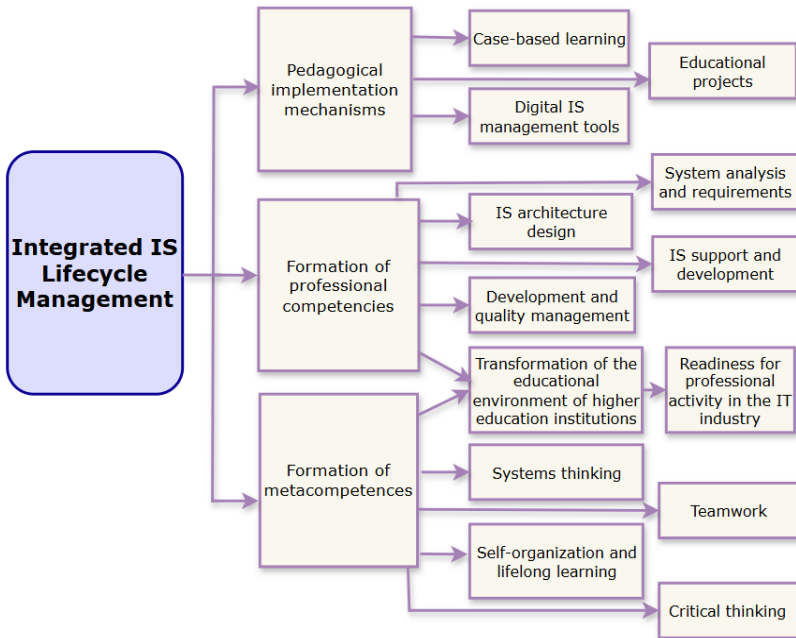 Integrated IS
Lifecycle
Management
Pedagogical
implementation
mechanisms
Case-based learning
Educational
projects
Digital IS
management tools
Formation of
professional
competencies
System analysis
and requirements
IS architecture
design
IS support and
development
Development and
quality management
Transformation of the
educational
environment of higher
education institutions
Readiness for
professional
activity in the IT
industry
Formation of
metacompetences
Systems thinking
Teamwork
Self-organization and
lifelong learning
Critical thinking